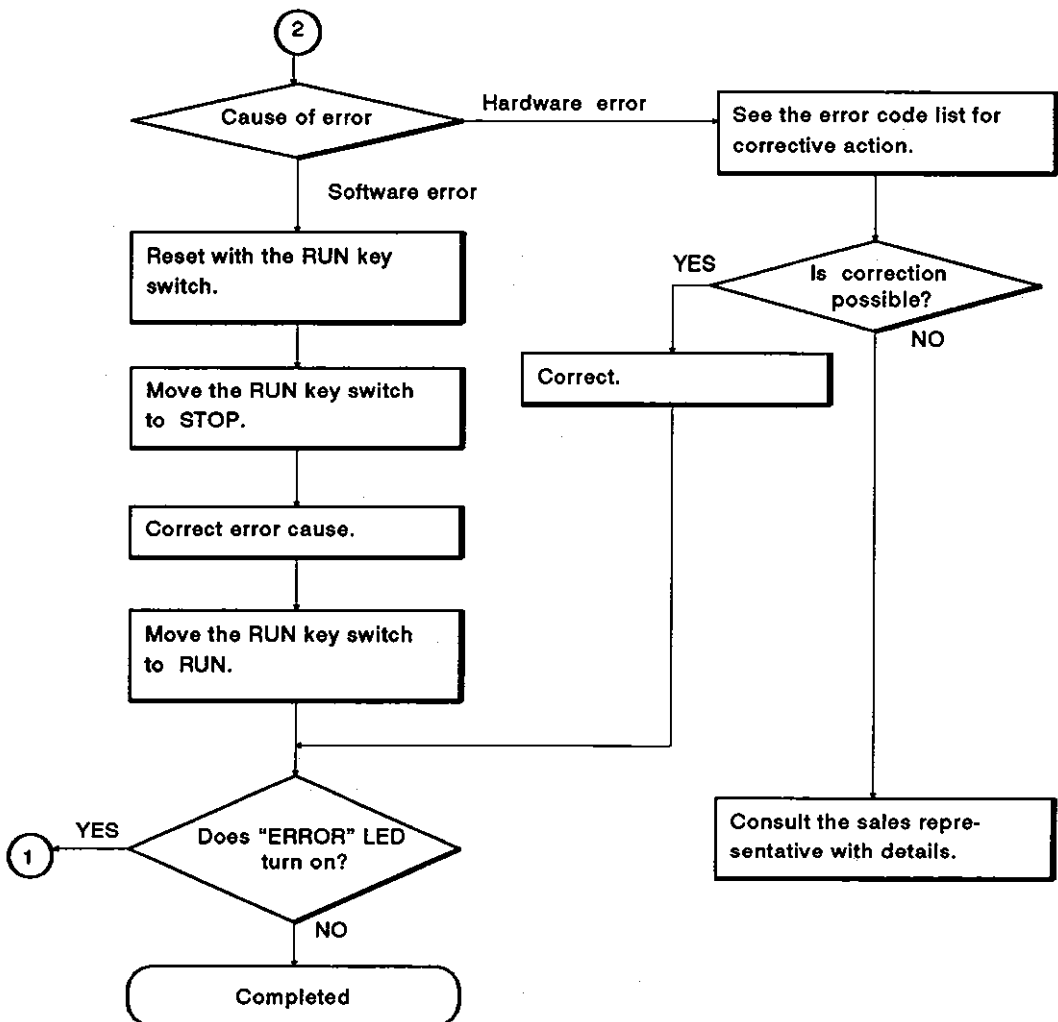 2
Cause of error
Hardware error
See the error code list for
corrective action.
Software error
Reset with the RUN key
switch.
YES
Is correction
possible?
NO
Move the RUN key switch
to STOP.
Correct.
Correct error cause.
Move the RUN key switch
to RUN.
YES
1
Does "ERROR" LED
turn on?
NO
Consult the sales repre-
sentative with details.
Completed